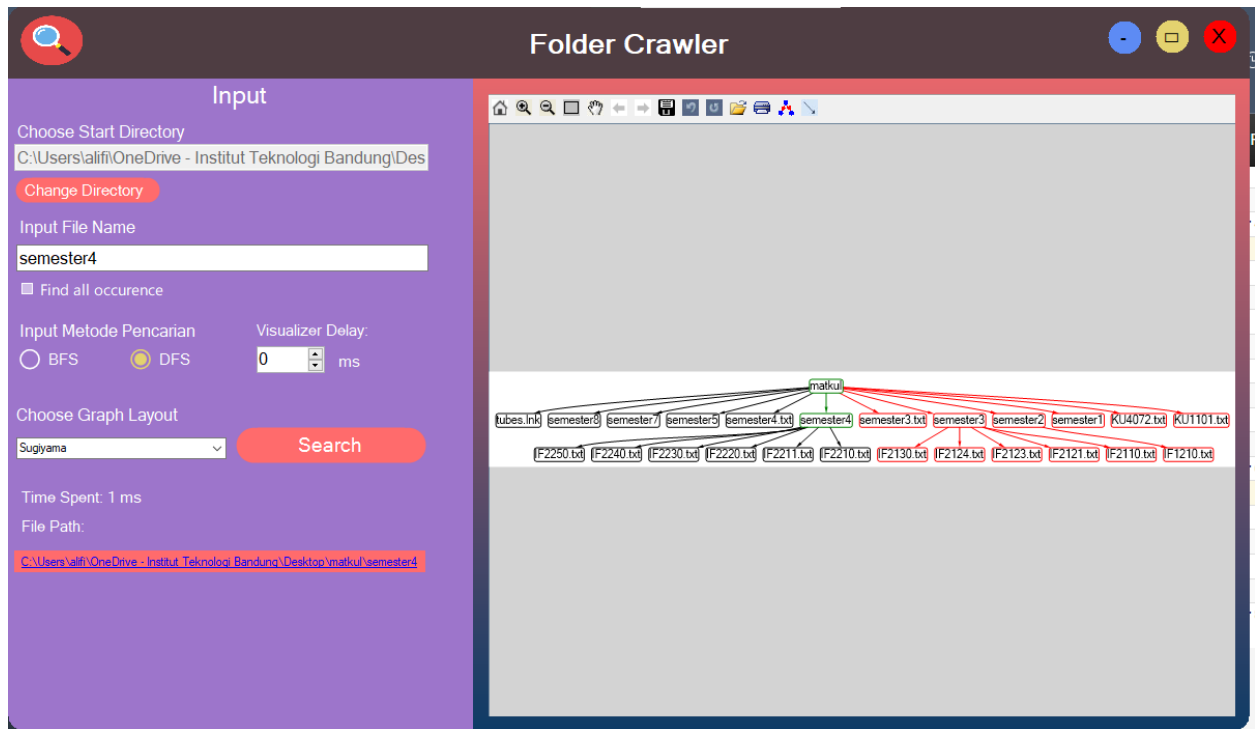 Folder Crawler
-
X
Input
Choose Start Directory
C:\Users\alifi\OneDrive - Institut Teknologi Bandung\Des
Change Directory
Input File Name
semester4
Find all occurence
Input Metode Pencarian Visualizer Delay:
BFS DFS 0 ms
Choose Graph Layout
Sugiyama Search
Time Spent: 1 ms
File Path:
C:\Users\alifi\OneDrive - Institut Teknologi Bandung\Desktop\matkul\semester4
matkul
tubes.lnk semester8 semester7 semester5 semester4.txt semester4 semester3.txt semester3 semester2 semester1 KU4072.txt KU1101.txt
IF2250.txt IF2240.txt IF2230.txt IF2220.txt IF2211.txt IF2210.txt IF2130.txt IF2124.txt IF2123.txt IF2121.txt IF2110.txt IF1210.txt